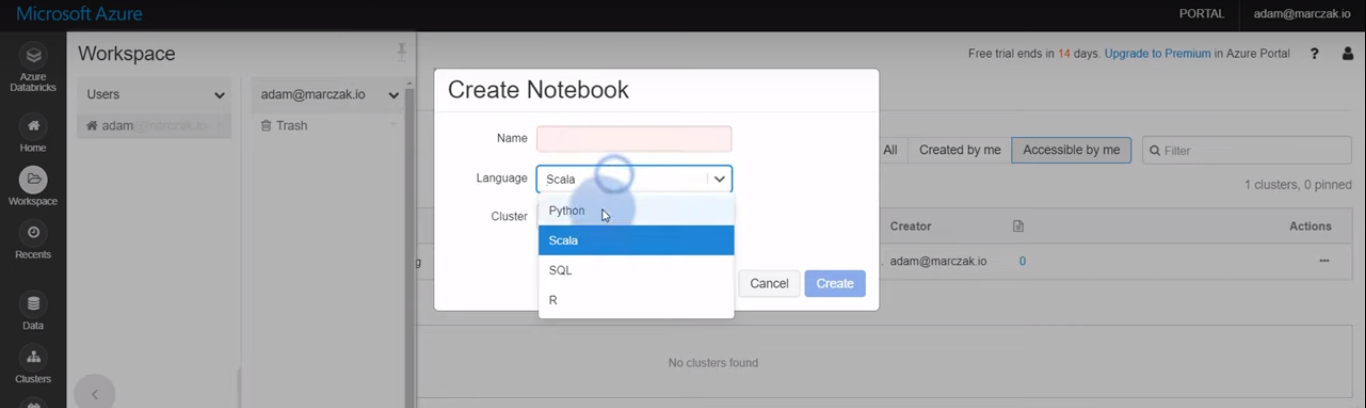 Microsoft Azure
PORTAL
adam@marczak.io
Azure
Databricks
Home
Workspace
Recents
Data
Clusters
Workspace
Users
adam@marczak.io
adam@marczak.io
Trash
Free trial ends in 14 days. Upgrade to Premium in Azure Portal
?
Create Notebook
Name
Language
Scala
Cluster
Python
Scala
SQL
R
Cancel
Create
All
Created by me
Accessible by me
Filter
1 clusters, 0 pinned
Creator
Actions
g
adam@marczak.io
0
No clusters found